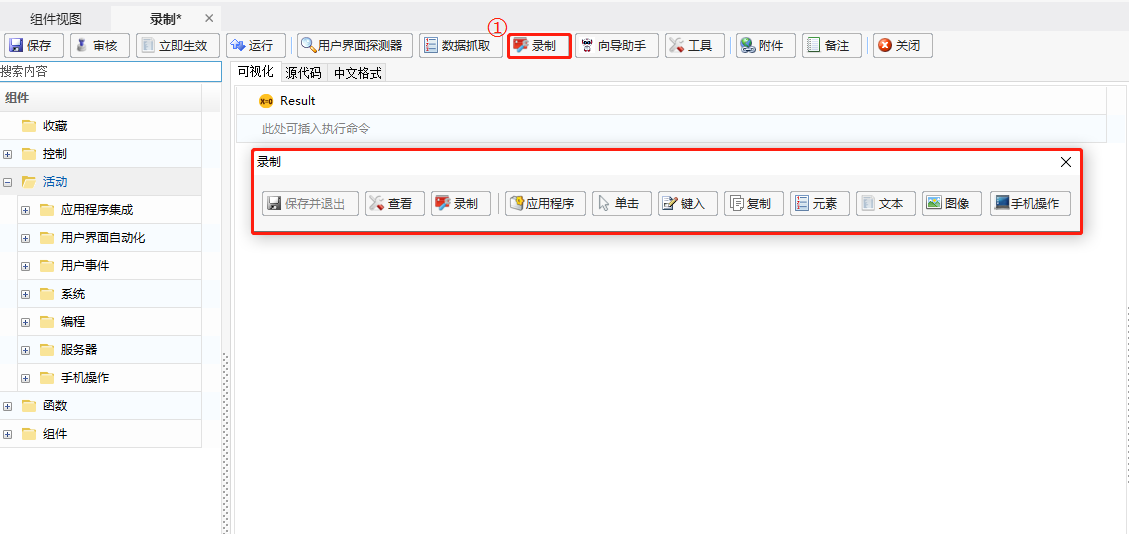 组件视图 录制* ×
①
保存 审核 立即生效 运行 用户界面探测器 数据抓取 录制 向导助手 工具 附件 备注 关闭
搜索内容
可视化 源代码 中文格式
组件
Result
收藏
此处可插入执行命令
控制
录制
活动
保存并退出 查看 录制 应用程序 单击 键入 复制 元素 文本 图像 手机操作
应用程序集成
用户界面自动化
用户事件
系统
编程
服务器
手机操作
函数
组件